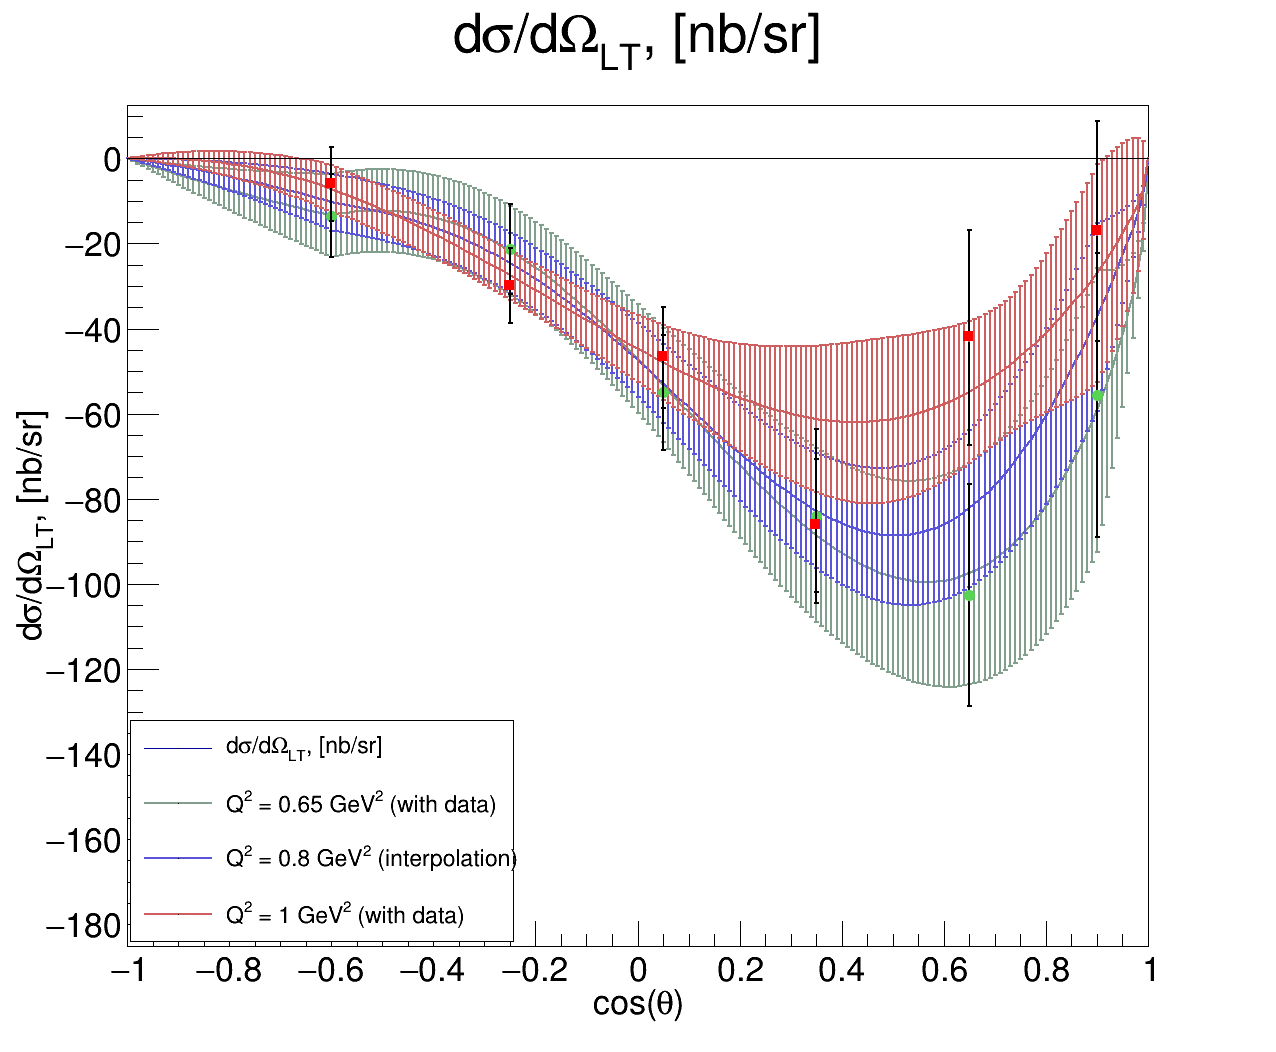 dσ/dΩ_LT, [nb/sr]
dσ/dΩ_LT, [nb/sr]
0
−20
−40
−60
−80
−100
−120
−140
−160
−180
dσ/dΩ_LT, [nb/sr]
Q² = 0.65 GeV² (with data)
Q² = 0.8 GeV² (interpolation)
Q² = 1 GeV² (with data)
−1 −0.8 −0.6 −0.4 −0.2 0 0.2 0.4 0.6 0.8 1
cos(θ)